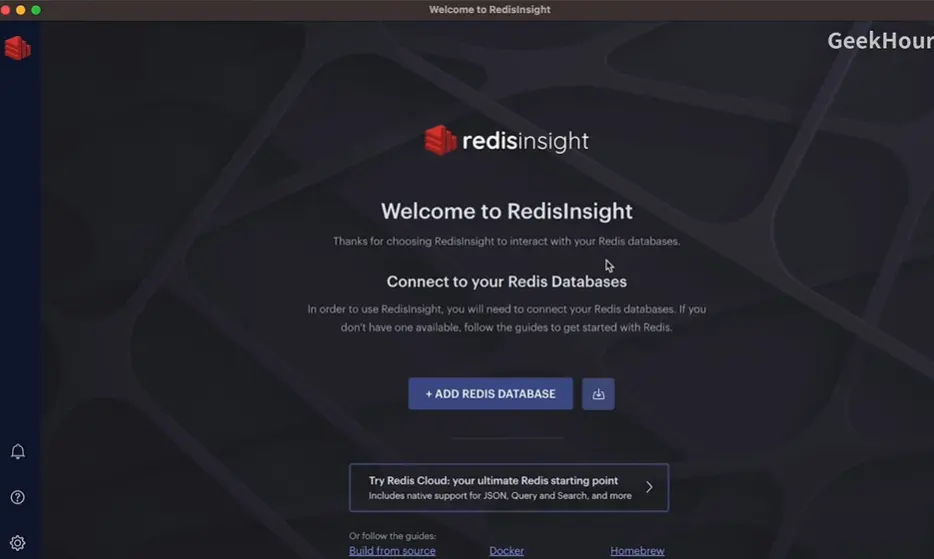 Welcome to RedisInsight
GeekHour
redisinsight
Welcome to RedisInsight
Thanks for choosing RedisInsight to interact with your Redis databases.
Connect to your Redis Databases
In order to use RedisInsight, you will need to connect your Redis databases. If you
don't have one available, follow the guides to get started with Redis.
+ ADD REDIS DATABASE
Try Redis Cloud: your ultimate Redis starting point
Includes native support for JSON, Query and Search, and more
Or follow the guides:
Build from source Docker Homebrew